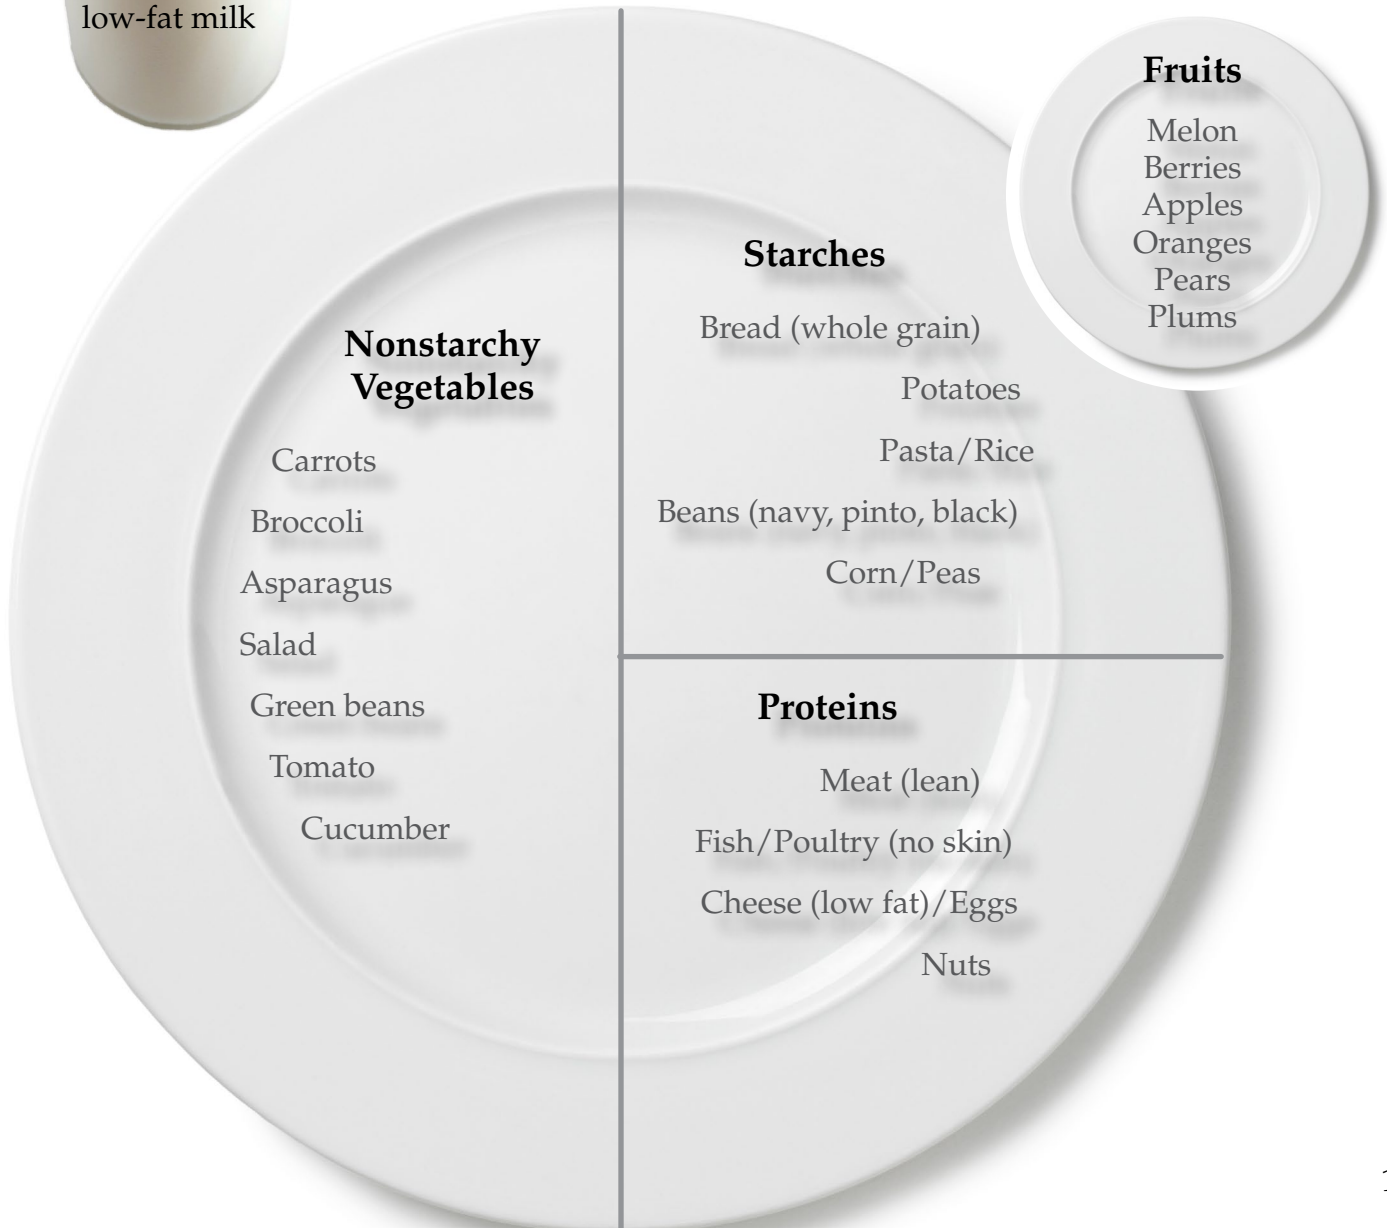 low-fat milk
Fruits
Melon
Berries
Apples
Oranges
Pears
Plums
Starches
Bread (whole grain)
Potatoes
Pasta/Rice
Beans (navy, pinto, black)
Corn/Peas
Nonstarchy
Vegetables
Carrots
Broccoli
Asparagus
Salad
Green beans
Tomato
Cucumber
Proteins
Meat (lean)
Fish/Poultry (no skin)
Cheese (low fat)/Eggs
Nuts